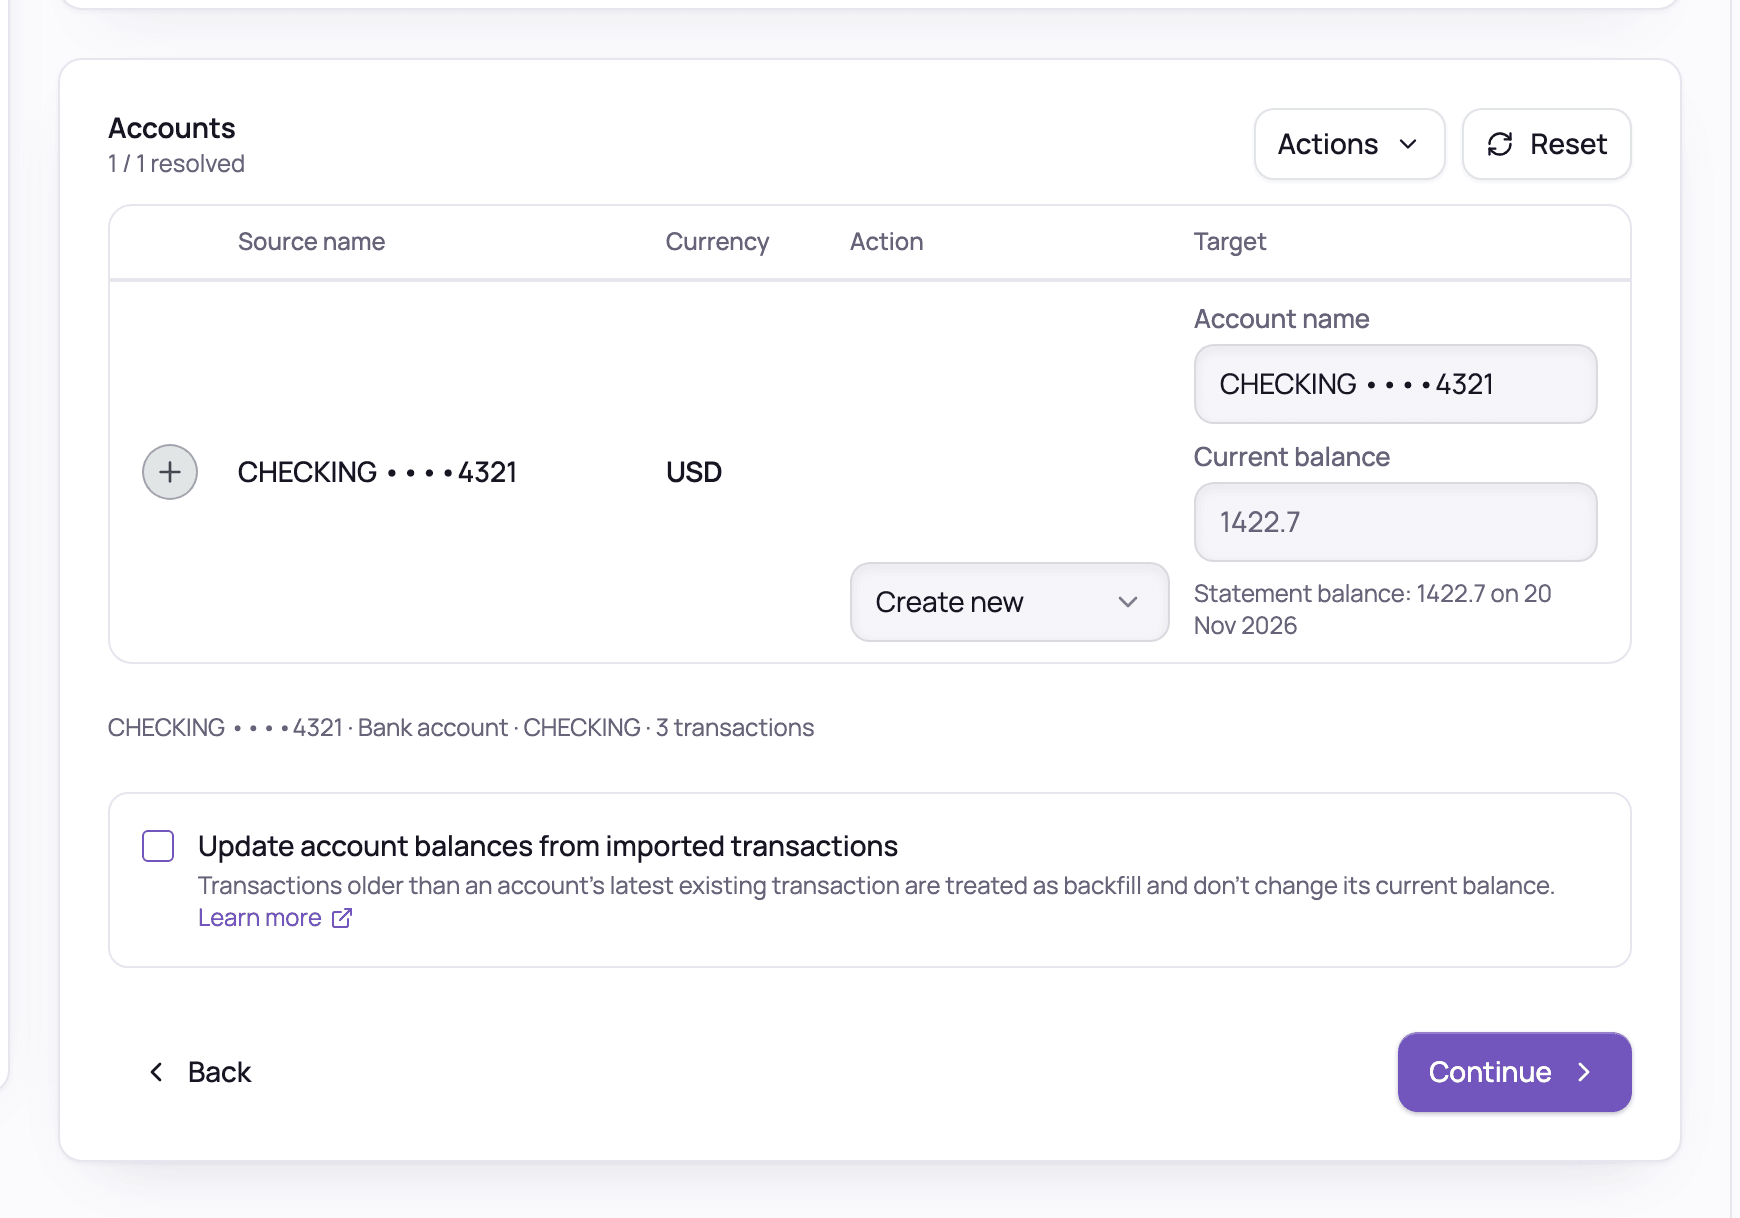 Accounts
1 / 1 resolved
Actions
Reset
Source name
Currency
Action
Target
CHECKING • • • • 4321
USD
Create new
Account name
CHECKING • • • • 4321
Current balance
1422.7
Statement balance: 1422.7 on 20
Nov 2026
CHECKING • • • • 4321 · Bank account · CHECKING · 3 transactions
Update account balances from imported transactions
Transactions older than an account’s latest existing transaction are treated as backfill and don’t change its current balance.
Learn more
Back
Continue